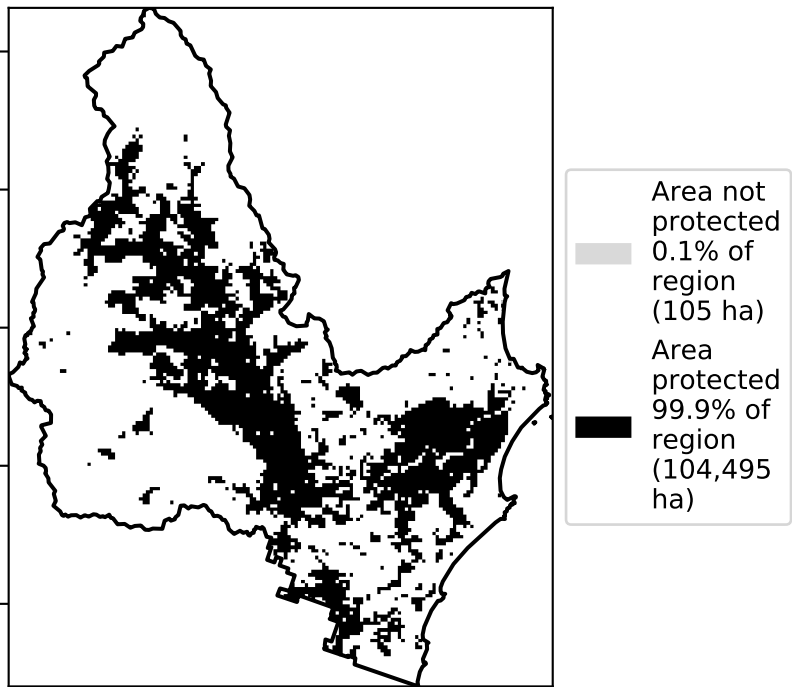 Area not
protected
0.1% of
region
(105 ha)
Area
protected
99.9% of
region
(104,495
ha)